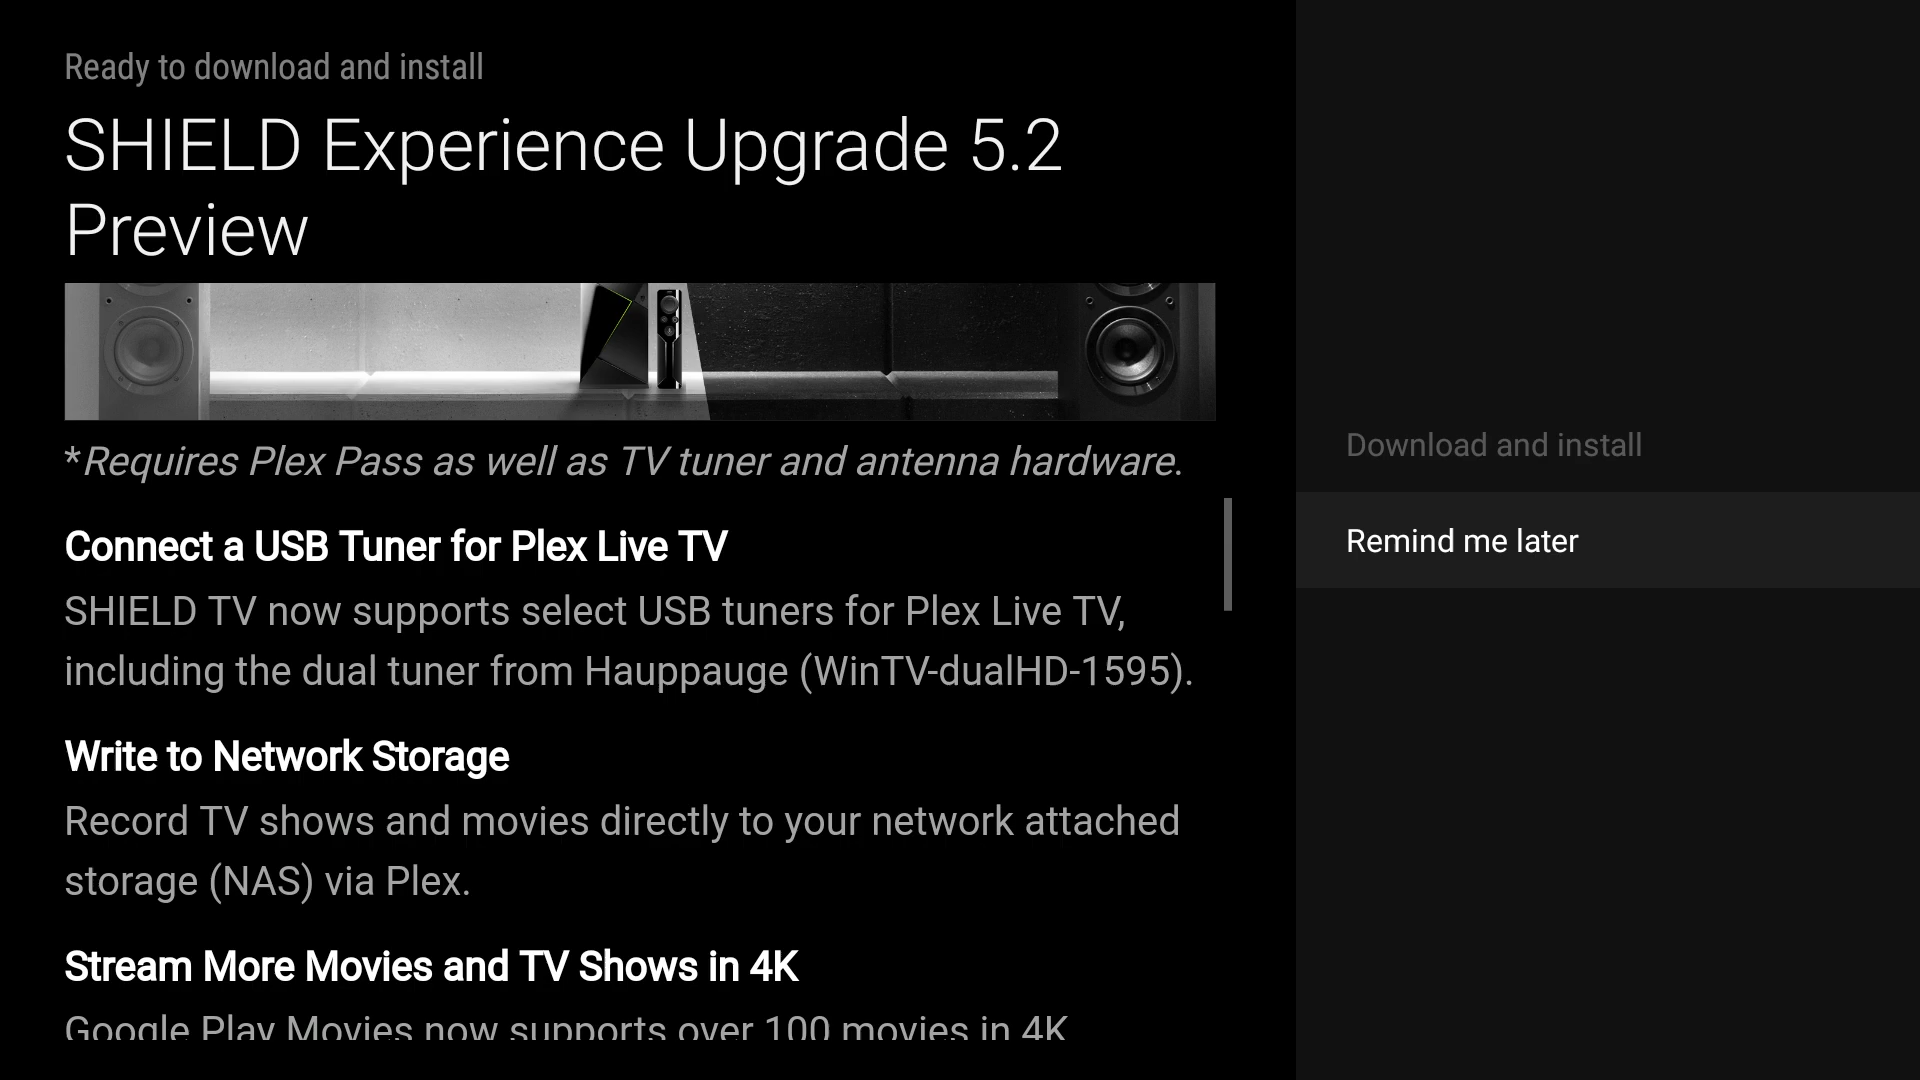 Ready to download and install
SHIELD Experience Upgrade 5.2
Preview
*Requires Plex Pass as well as TV tuner and antenna hardware.
Connect a USB Tuner for Plex Live TV
SHIELD TV now supports select USB tuners for Plex Live TV,
including the dual tuner from Hauppauge (WinTV-dualHD-1595).
Write to Network Storage
Record TV shows and movies directly to your network attached
storage (NAS) via Plex.
Stream More Movies and TV Shows in 4K
Google Play Movies now supports over 100 movies in 4K
Download and install
Remind me later